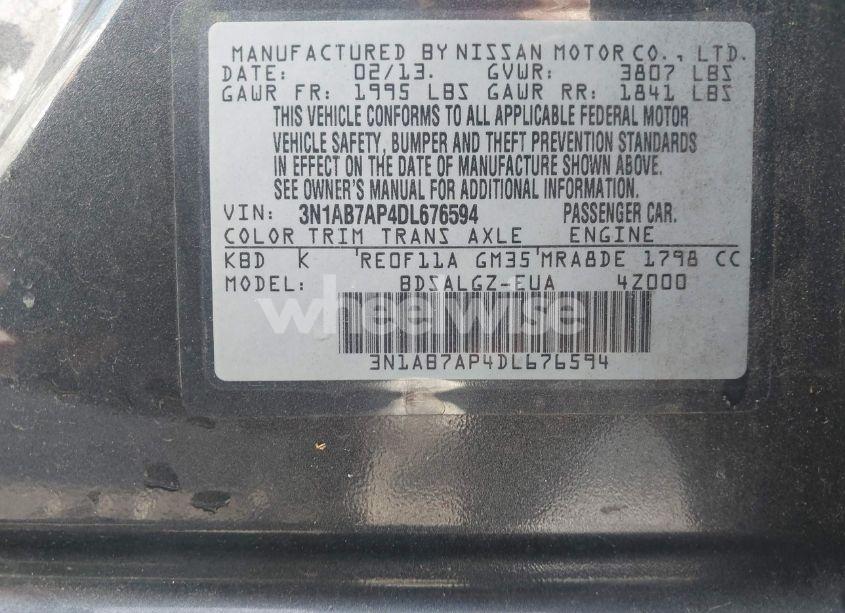 MANUFACTURED BY NISSAN MOTOR CO., LTD.
DATE: 02/13. GVWR: 3807 LBS
GAWR FR: 1995 LBS GAWR RR: 1841 LBS
THIS VEHICLE CONFORMS TO ALL APPLICABLE FEDERAL MOTOR
VEHICLE SAFETY, BUMPER AND THEFT PREVENTION STANDARDS
IN EFFECT ON THE DATE OF MANUFACTURE SHOWN ABOVE.
SEE OWNER'S MANUAL FOR ADDITIONAL INFORMATION.
VIN: 3N1AB7AP4DL676594 PASSENGER CAR.
COLOR TRIM TRANS AXLE ENGINE
KBD K RE0F11A GM35 MRA8DE 1798 CC
MODEL: BDSALGZ-EUA 4Z000
wheelwise
3N1AB7AP4DL676594